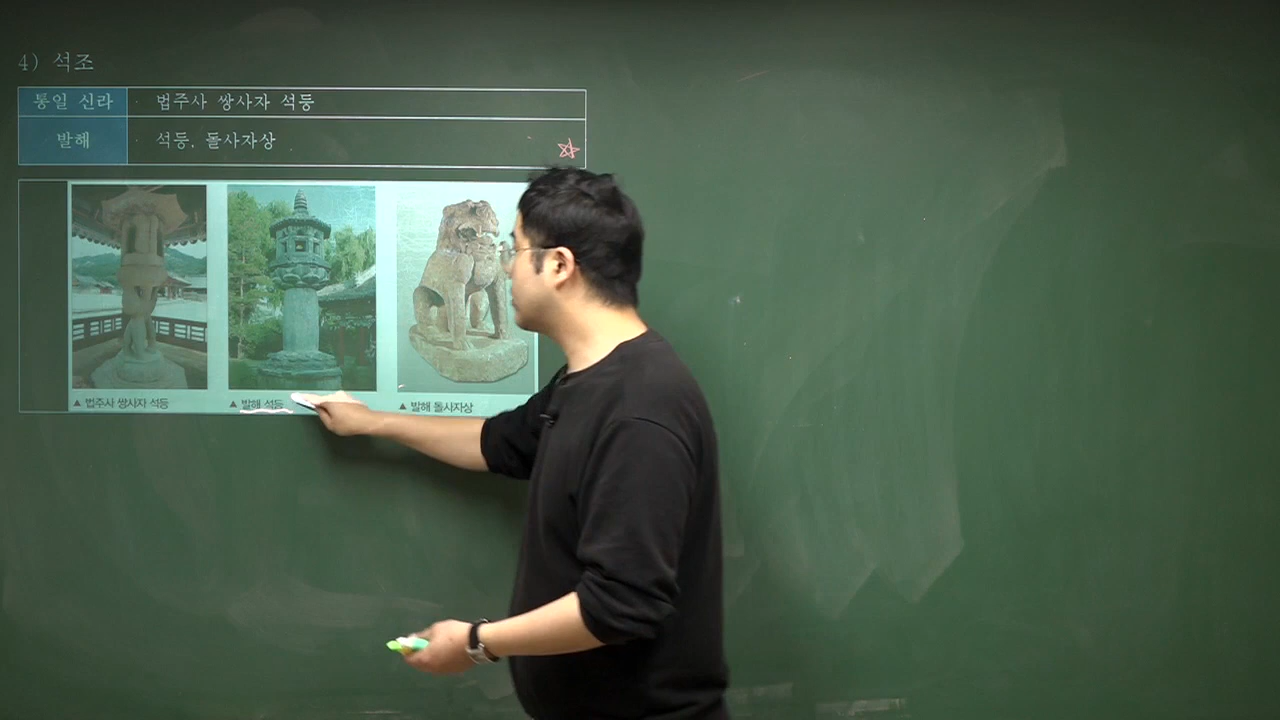 4) 석조
통일 신라 · 법주사 쌍사자 석등
발해 · 석등, 돌사자상
▲ 법주사 쌍사자 석등
▲ 발해 석등
▲ 발해 돌사자상